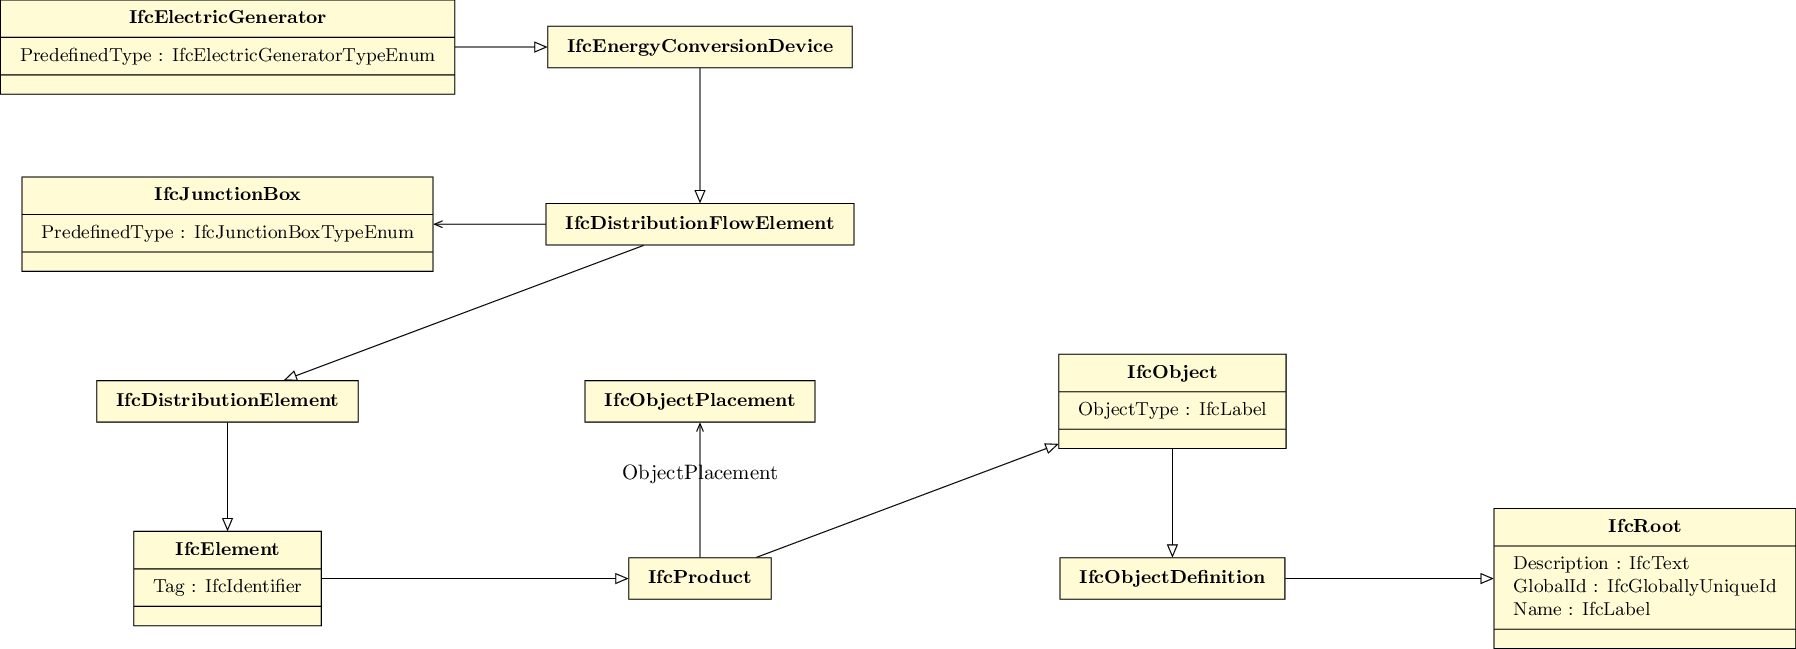 IfcElectricGenerator
PredefinedType : IfcElectricGeneratorTypeEnum
IfcEnergyConversionDevice
IfcJunctionBox
PredefinedType : IfcJunctionBoxTypeEnum
IfcDistributionFlowElement
IfcDistributionElement
IfcObjectPlacement
IfcObject
ObjectType : IfcLabel
ObjectPlacement
IfcElement
Tag : IfcIdentifier
IfcProduct
IfcObjectDefinition
IfcRoot
Description : IfcText
GlobalId : IfcGloballyUniqueId
Name : IfcLabel